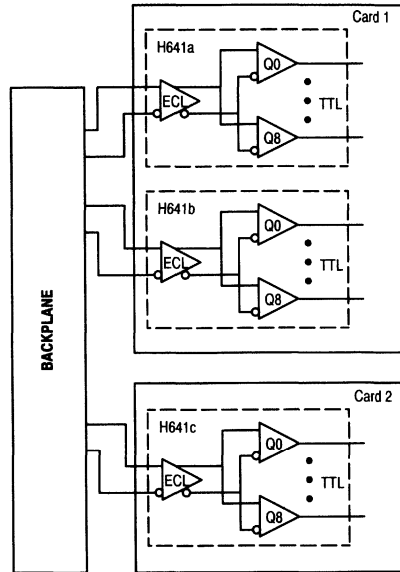 Card 1
H641a
Q0
ECL
TTL
Q8
H641b
Q0
ECL
TTL
Q8
BACKPLANE
Card 2
H641c
Q0
ECL
TTL
Q8